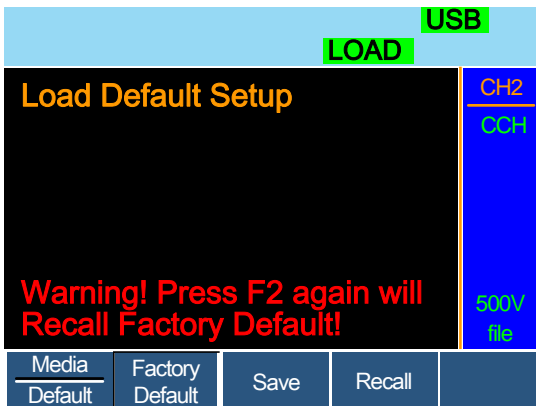 USB
LOAD
Load Default Setup
CH2
CCH
Warning! Press F2 again will
Recall Factory Default!
500V
file
Media
Default
Factory
Default
Save
Recall